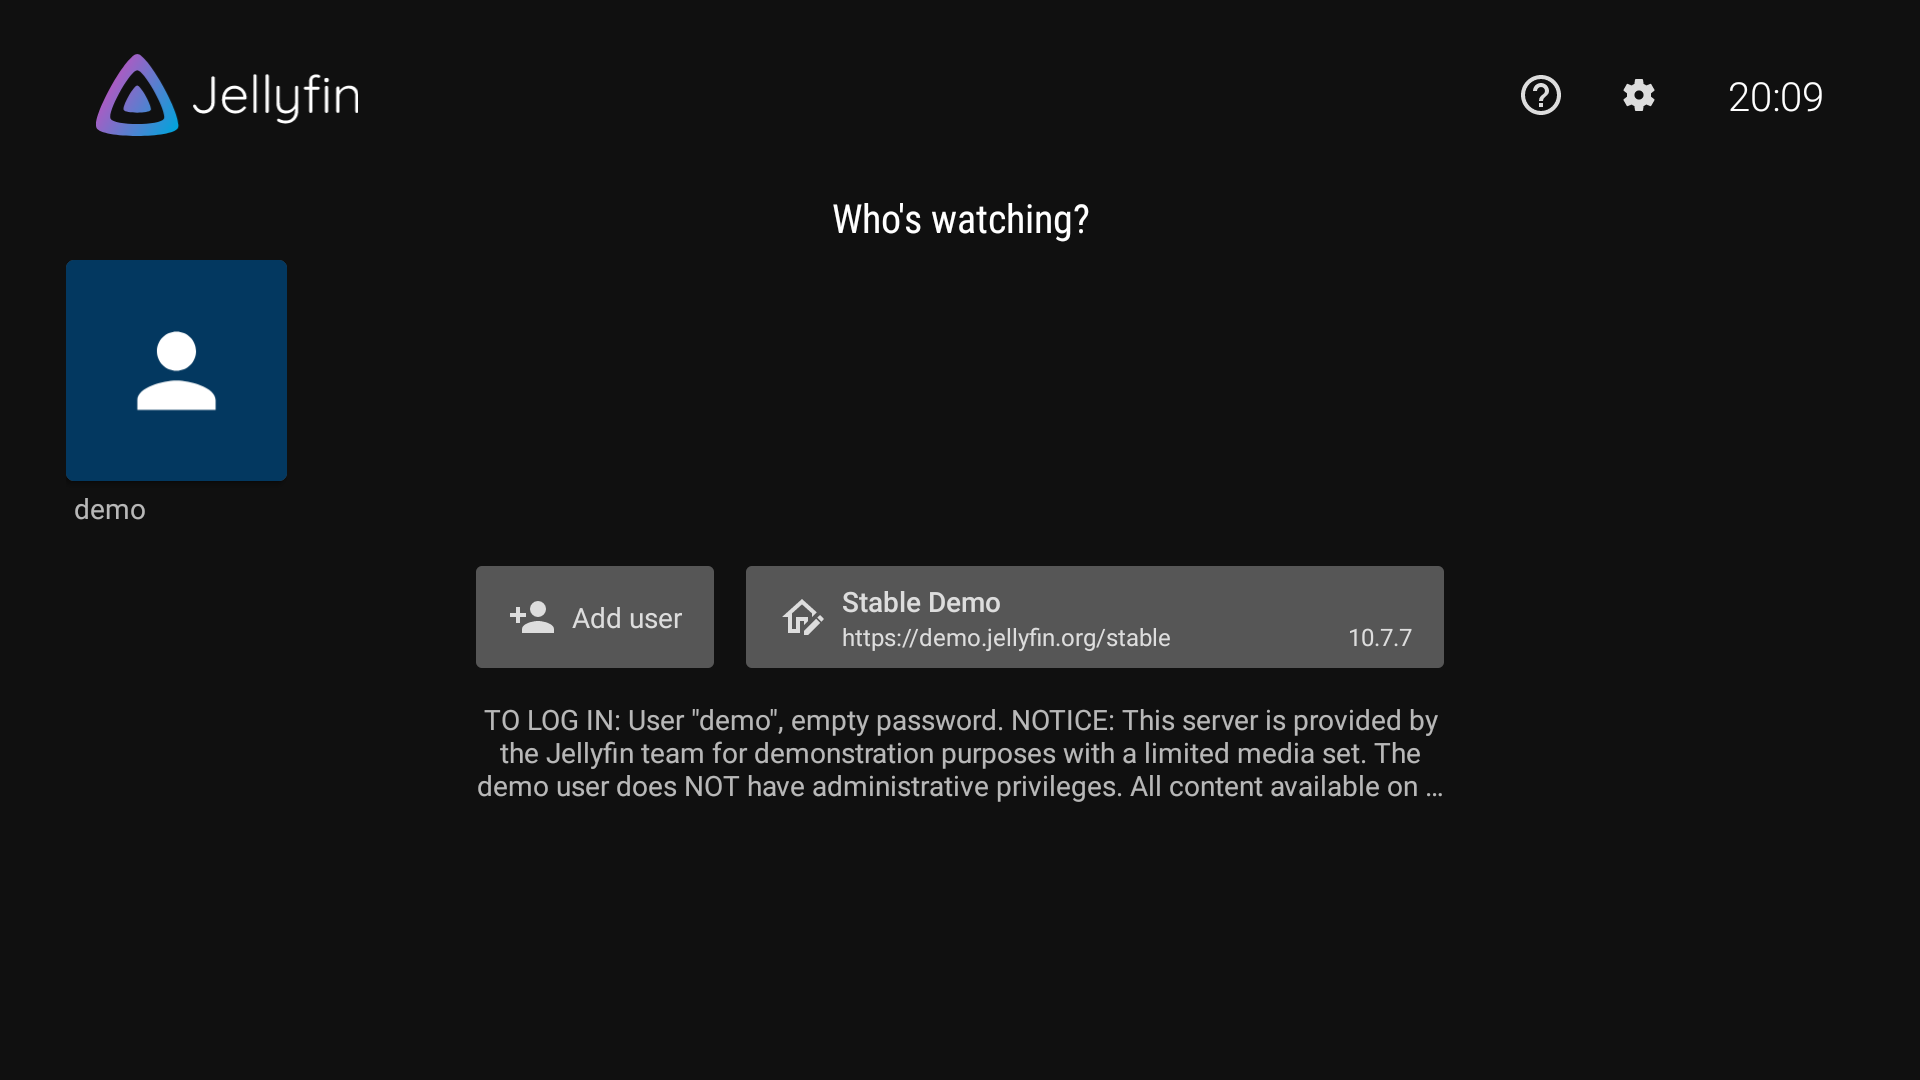 Jellyfin
20:09
Who's watching?
demo
Add user
Stable Demo
https://demo.jellyfin.org/stable
10.7.7
TO LOG IN: User "demo", empty password. NOTICE: This server is provided by
the Jellyfin team for demonstration purposes with a limited media set. The
demo user does NOT have administrative privileges. All content available on ...